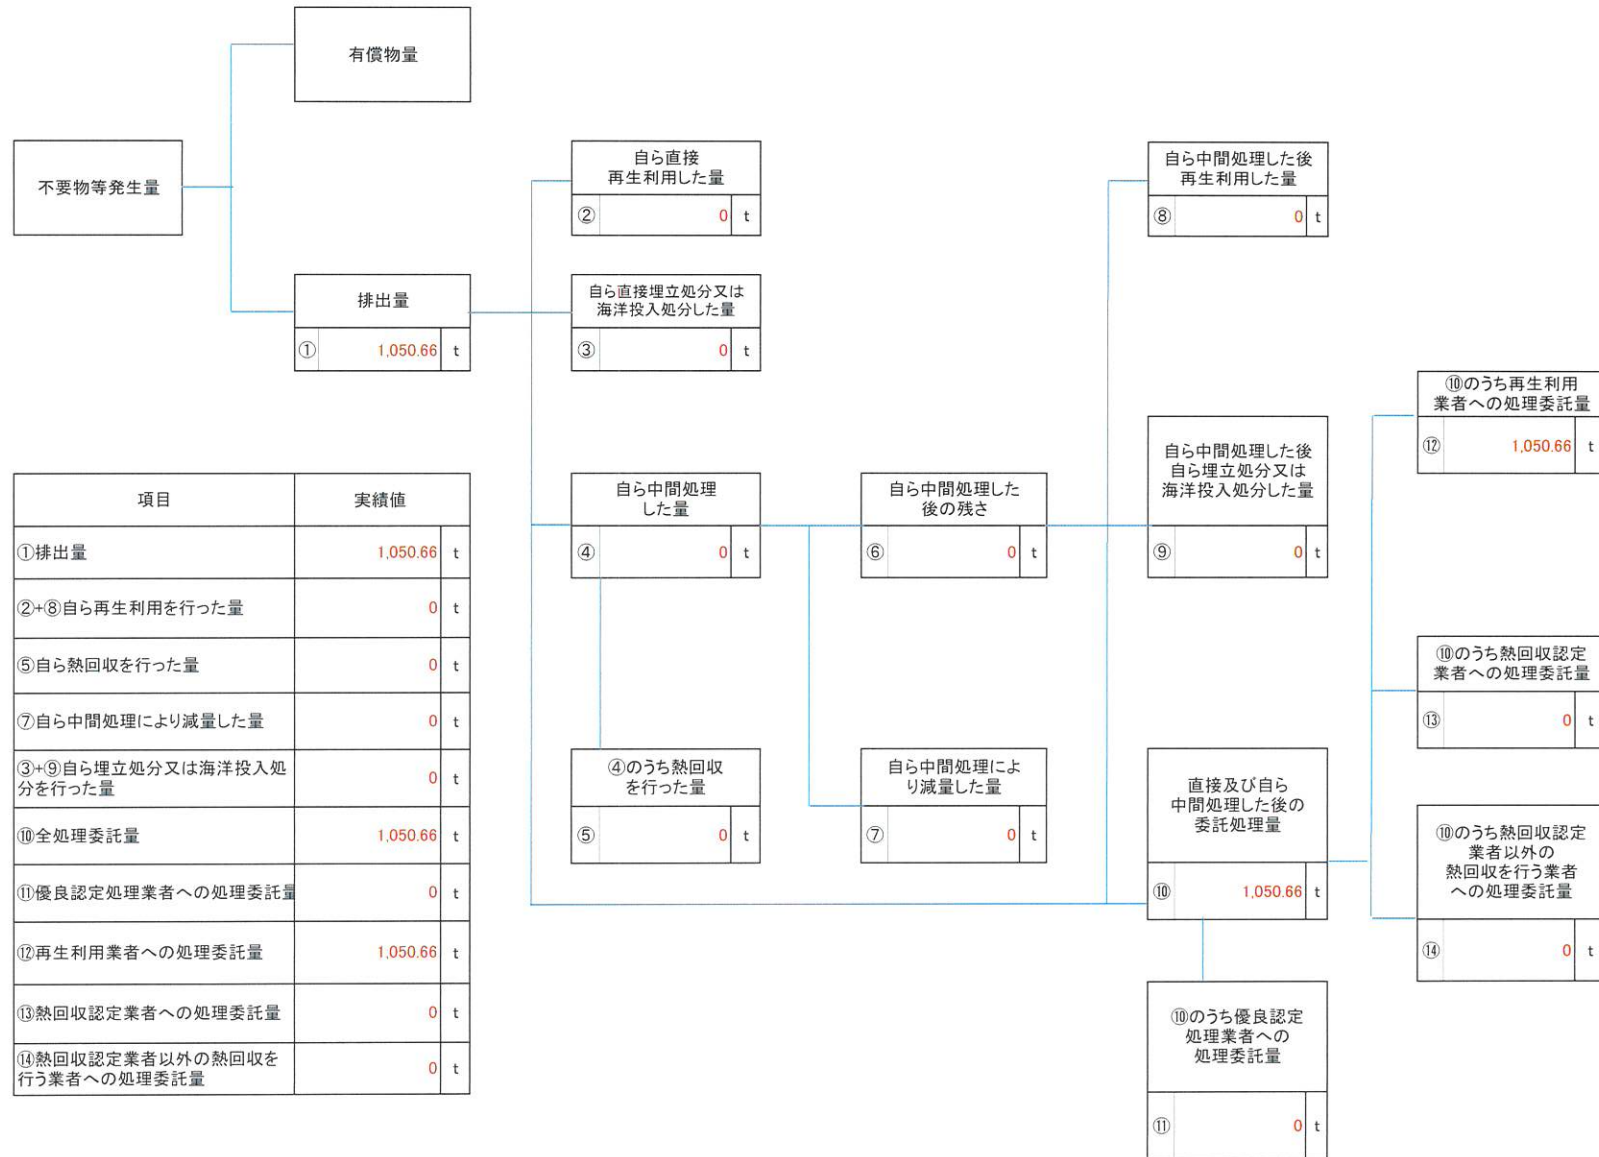 有償物量
不要物等発生量
排出量
① 1,050.66 t
自ら直接
再生利用した量
② 0 t
自ら直接埋立処分又は
海洋投入処分した量
③ 0 t
自ら中間処理
した量
④ 0 t
④のうち熱回収
を行った量
⑤ 0 t
自ら中間処理した
後の残さ
⑥ 0 t
自ら中間処理によ
り減量した量
⑦ 0 t
自ら中間処理した後
再生利用した量
⑧ 0 t
自ら中間処理した後
自ら埋立処分又は
海洋投入処分した量
⑨ 0 t
直接及び自ら
中間処理した後の
委託処理量
⑩ 1,050.66 t
⑩のうち優良認定
処理業者への
処理委託量
⑪ 0 t
⑩のうち再生利用
業者への処理委託量
⑫ 1,050.66 t
⑩のうち熱回収認定
業者への処理委託量
⑬ 0 t
⑩のうち熱回収認定
業者以外の
熱回収を行う業者
への処理委託量
⑭ 0 t
項目 実績値
①排出量 1,050.66 t
②+⑧自ら再生利用を行った量 0 t
⑤自ら熱回収を行った量 0 t
⑦自ら中間処理により減量した量 0 t
③+⑨自ら埋立処分又は海洋投入処
分を行った量 0 t
⑩全処理委託量 1,050.66 t
⑪優良認定処理業者への処理委託量 0 t
⑫再生利用業者への処理委託量 1,050.66 t
⑬熱回収認定業者への処理委託量 0 t
⑭熱回収認定業者以外の熱回収を
行う業者への処理委託量 0 t